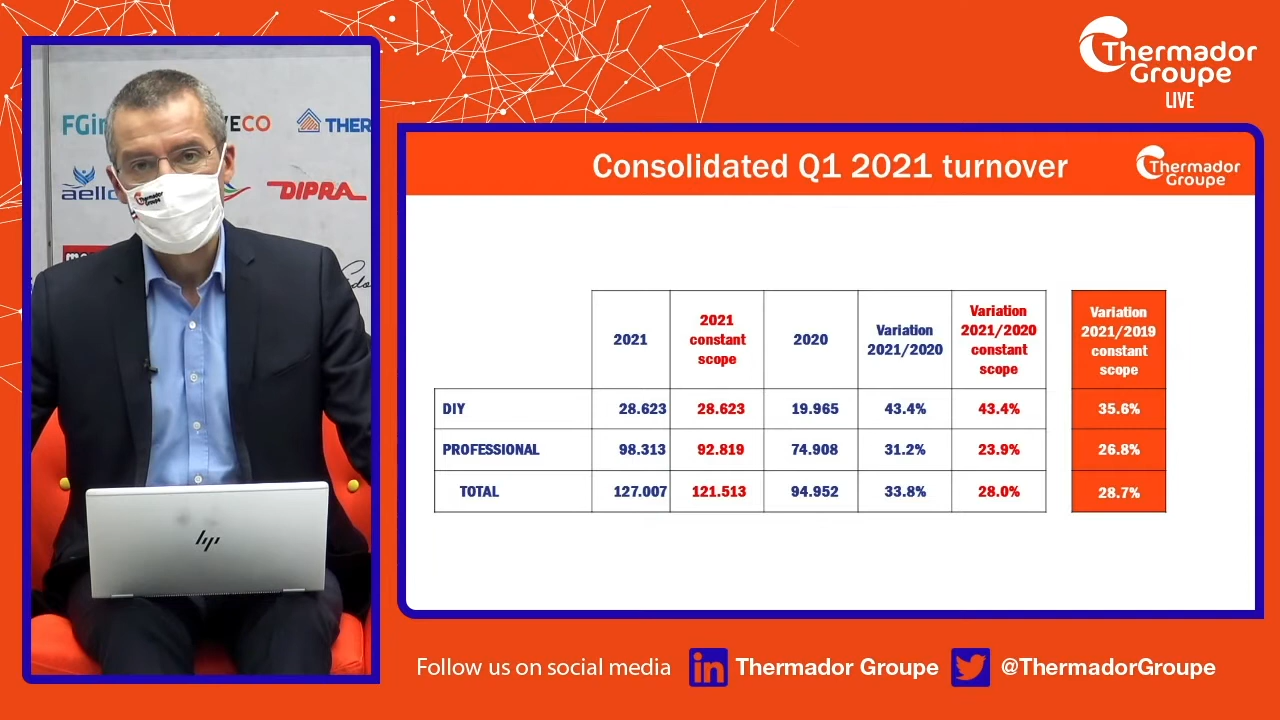 Thermador
Groupe
LIVE
FGin
VECO
THER
aello
DIPRA
Thermador
Groupe
hp
Consolidated Q1 2021 turnover
Thermador
Groupe
2021
2021
constant
scope
2020
Variation
2021/2020
Variation
2021/2020
constant
scope
Variation
2021/2019
constant
scope
DIY 28.623 28.623 19.965 43.4% 43.4% 35.6%
PROFESSIONAL 98.313 92.819 74.908 31.2% 23.9% 26.8%
TOTAL 127.007 121.513 94.952 33.8% 28.0% 28.7%
Follow us on social media in Thermador Groupe @ThermadorGroupe